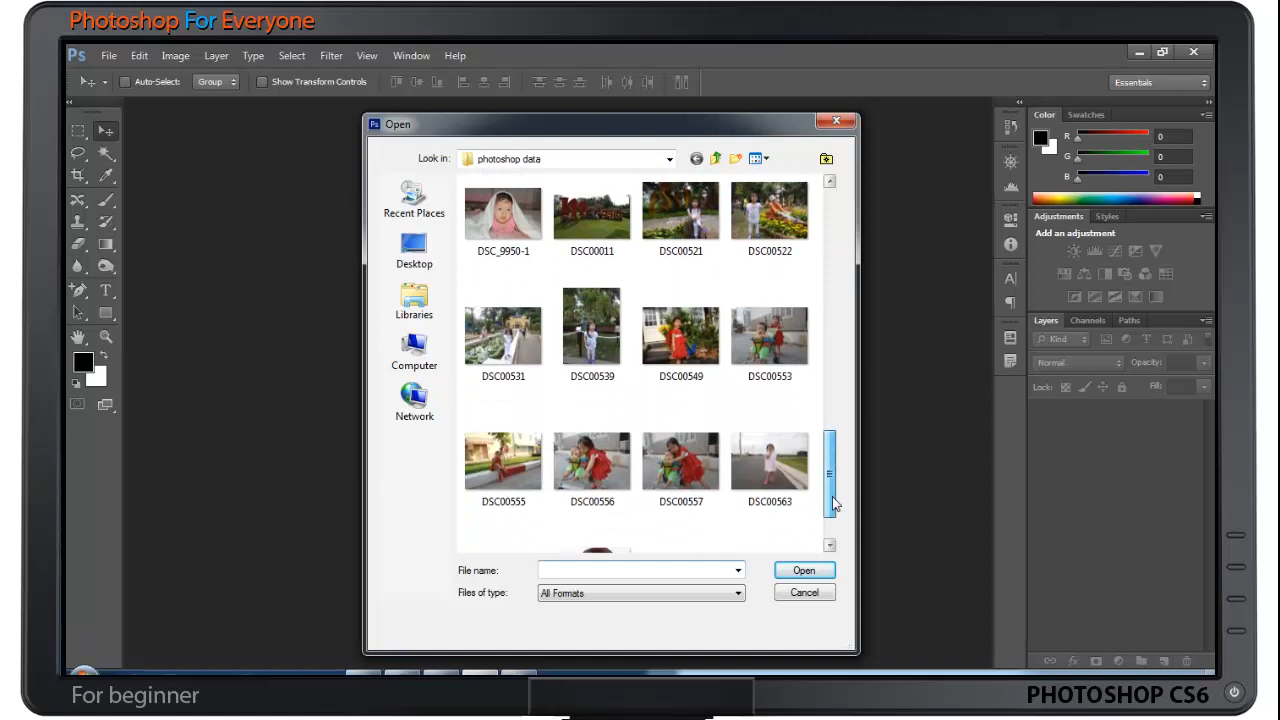 Photoshop For Everyone
Ps File Edit Image Layer Type Select Filter View Window Help
Auto-Select: Group Show Transform Controls Essentials
Open
Look in: photoshop data
Recent Places
Desktop
Libraries
Computer
Network
DSC_9950-1 DSC00011 DSC00521 DSC00522
DSC00531 DSC00539 DSC00549 DSC00553
DSC00555 DSC00556 DSC00557 DSC00563
File name: Open
Files of type: All Formats Cancel
Color Swatches
R 0
G 0
B 0
Adjustments Styles
Add an adjustment
Layers Channels Paths
Kind
Normal Opacity:
Lock: Fill:
For beginner
PHOTOSHOP CS6